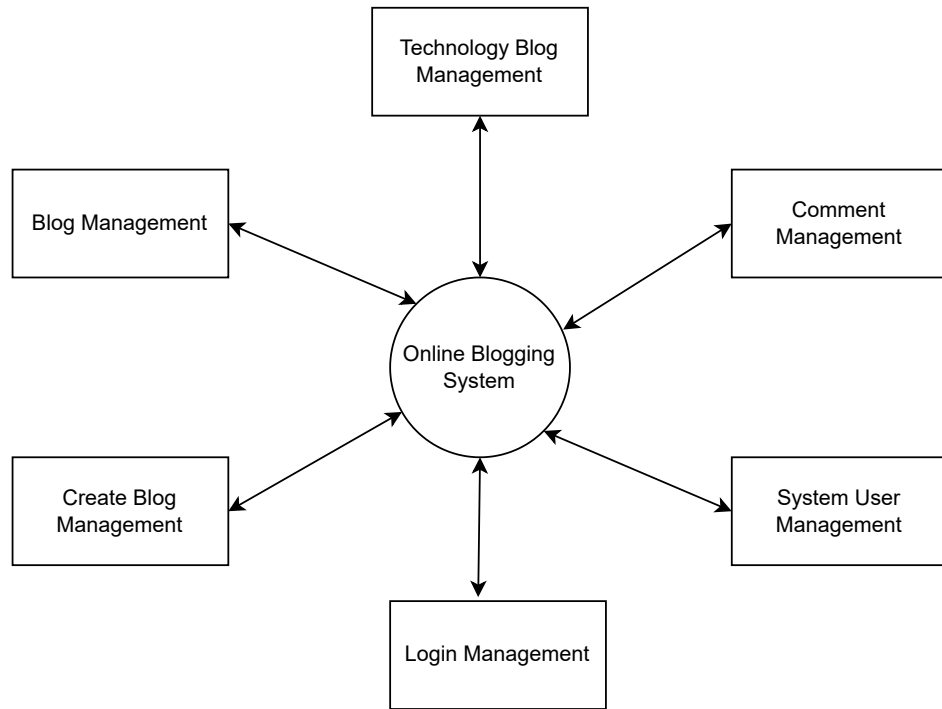 Technology Blog
Management
Blog Management
Comment
Management
Online Blogging
System
Create Blog
Management
System User
Management
Login Management